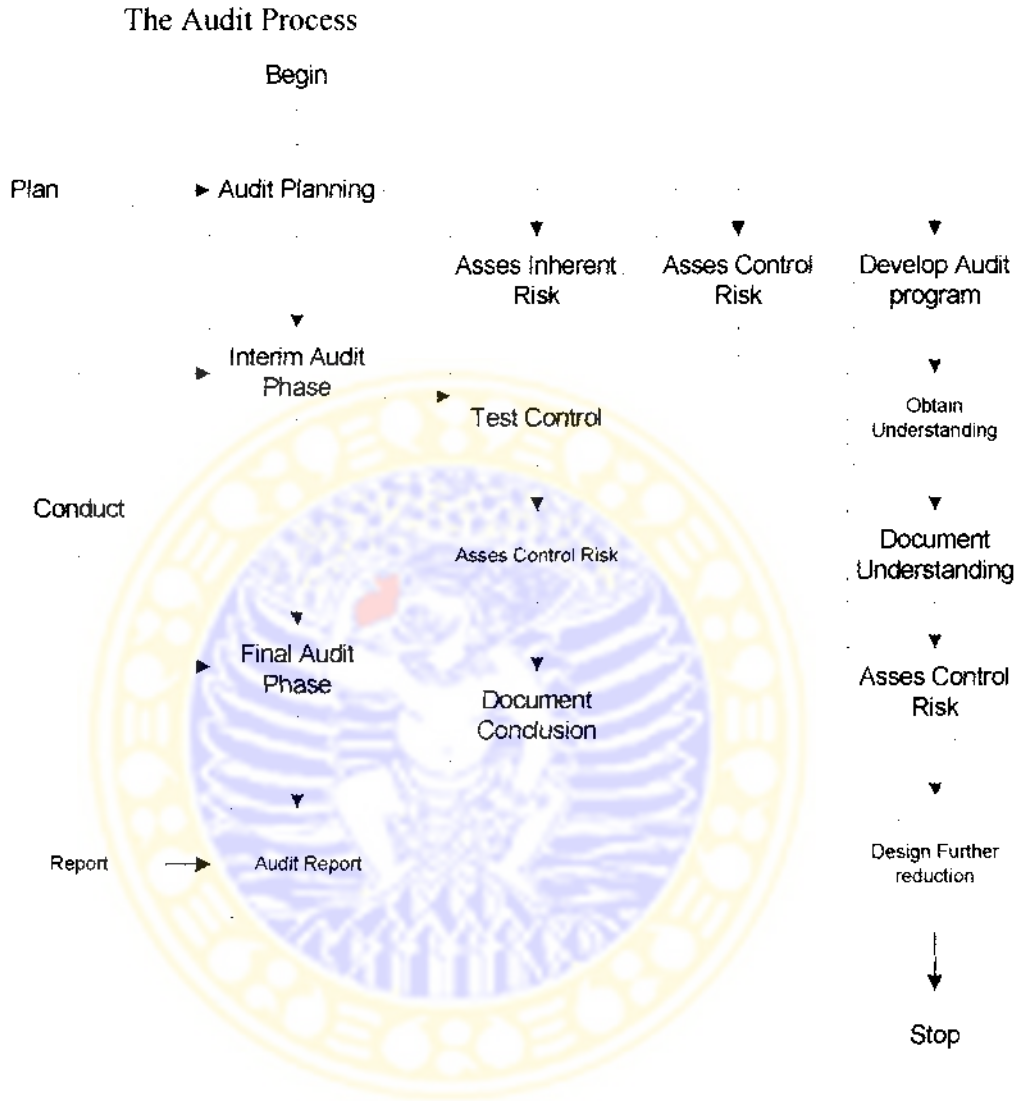 The Audit Process
Begin
Plan
Audit Planning
Asses Inherent
Risk
Asses Control
Risk
Develop Audit
program
Interim Audit
Phase
Test Control
Obtain
Understanding
Conduct
Asses Control Risk
Document
Understanding
Final Audit
Phase
Document
Conclusion
Asses Control
Risk
Report
Audit Report
Design Further
reduction
Stop